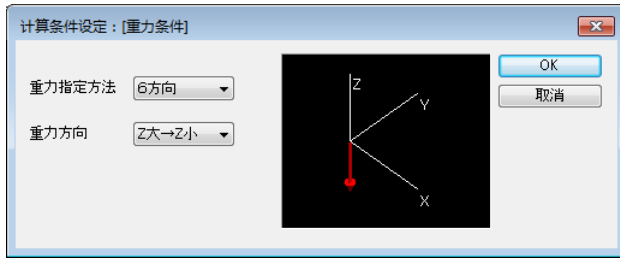 计算条件设定：[重力条件]
重力指定方法 6方向
重力方向 Z大→Z小
Z
Y
X
OK
取消